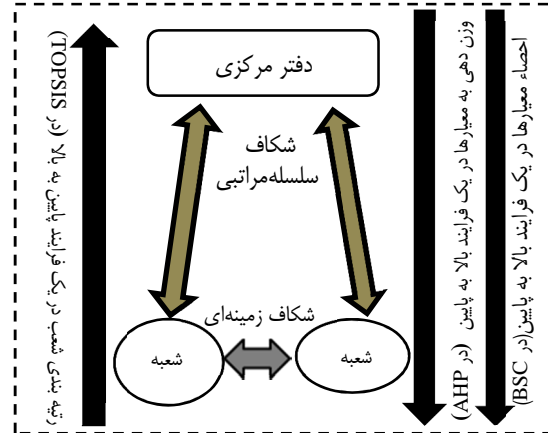 احصاء معیارها در یک فرایند بالا به پایین(در BSC)
وزن دهی به معیارها در یک فرایند بالا به پایین (در AHP)
دفتر مرکزی
شکاف
سلسله‌مراتبی
شکاف زمینه‌ای
شعبه
شعبه
رتبه بندی شعب در یک فرایند پایین به بالا (در TOPSIS)